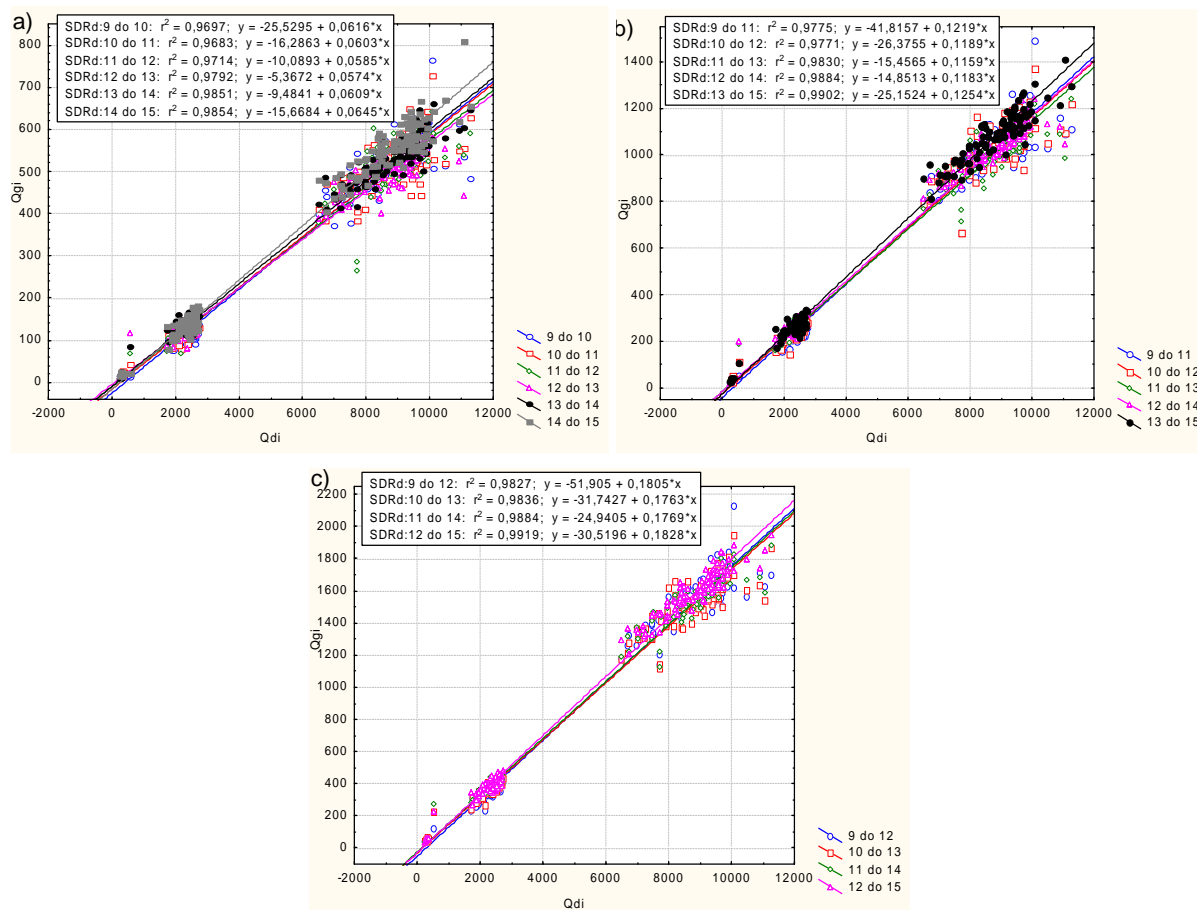 a)
SDRd:9 do 10: r² = 0,9697; y = -25,5295 + 0,0616*x
SDRd:10 do 11: r² = 0,9683; y = -16,2863 + 0,0603*x
SDRd:11 do 12: r² = 0,9714; y = -10,0893 + 0,0585*x
SDRd:12 do 13: r² = 0,9792; y = -5,3672 + 0,0574*x
SDRd:13 do 14: r² = 0,9851; y = -9,4841 + 0,0609*x
SDRd:14 do 15: r² = 0,9854; y = -15,6684 + 0,0645*x
800
700
600
500
400
300
200
100
0
Qgi
-2000 0 2000 4000 6000 8000 10000 12000
Qdi
9 do 10
10 do 11
11 do 12
12 do 13
13 do 14
14 do 15
b)
SDRd:9 do 11: r² = 0,9775; y = -41,8157 + 0,1219*x
SDRd:10 do 12: r² = 0,9771; y = -26,3755 + 0,1189*x
SDRd:11 do 13: r² = 0,9830; y = -15,4565 + 0,1159*x
SDRd:12 do 14: r² = 0,9884; y = -14,8513 + 0,1183*x
SDRd:13 do 15: r² = 0,9902; y = -25,1524 + 0,1254*x
1600
1400
1200
1000
800
600
400
200
0
Qgi
-2000 0 2000 4000 6000 8000 10000 12000
Qdi
9 do 11
10 do 12
11 do 13
12 do 14
13 do 15
c)
SDRd:9 do 12: r² = 0,9827; y = -51,905 + 0,1805*x
SDRd:10 do 13: r² = 0,9836; y = -31,7427 + 0,1763*x
SDRd:11 do 14: r² = 0,9884; y = -24,9405 + 0,1769*x
SDRd:12 do 15: r² = 0,9919; y = -30,5196 + 0,1828*x
2200
2000
1800
1600
1400
1200
1000
800
600
400
200
0
Qgi
-2000 0 2000 4000 6000 8000 10000 12000
Qdi
9 do 12
10 do 13
11 do 14
12 do 15